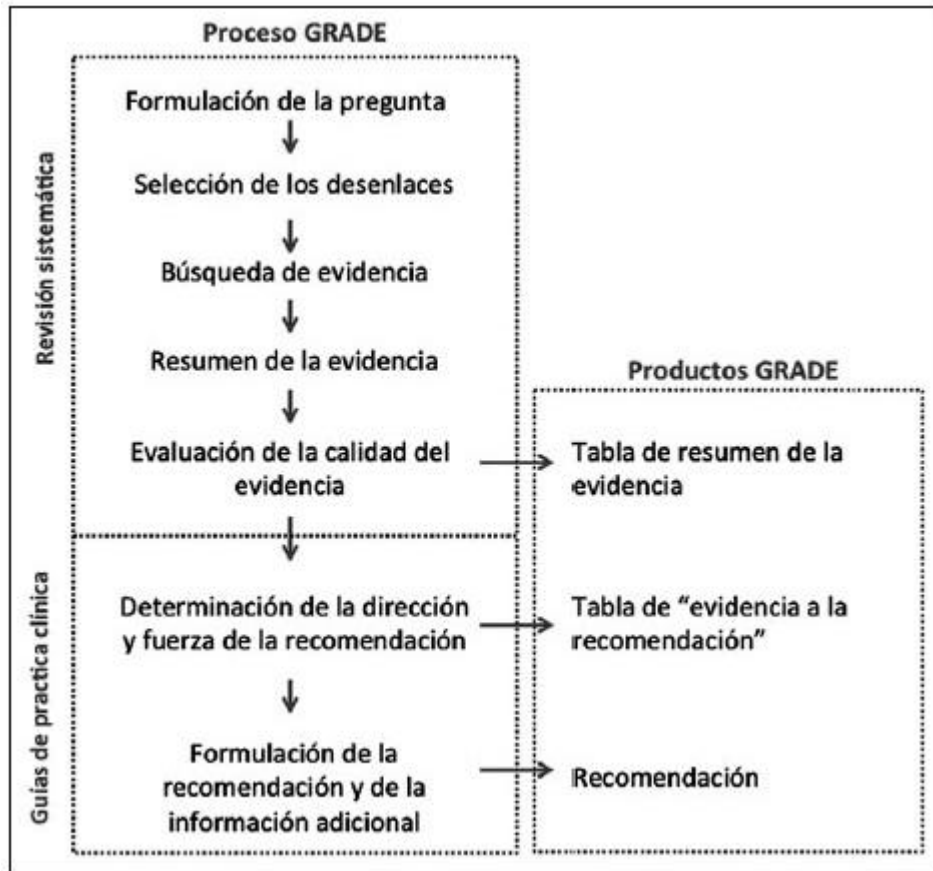 Proceso GRADE
Revisión sistemática
Formulación de la pregunta
Selección de los desenlaces
Búsqueda de evidencia
Resumen de la evidencia
Evaluación de la calidad del
evidencia
Productos GRADE
Tabla de resumen de la
evidencia
Guías de practica clínica
Determinación de la dirección
y fuerza de la recomendación
Tabla de “evidencia a la
recomendación”
Formulación de la
recomendación y de la
información adicional
Recomendación